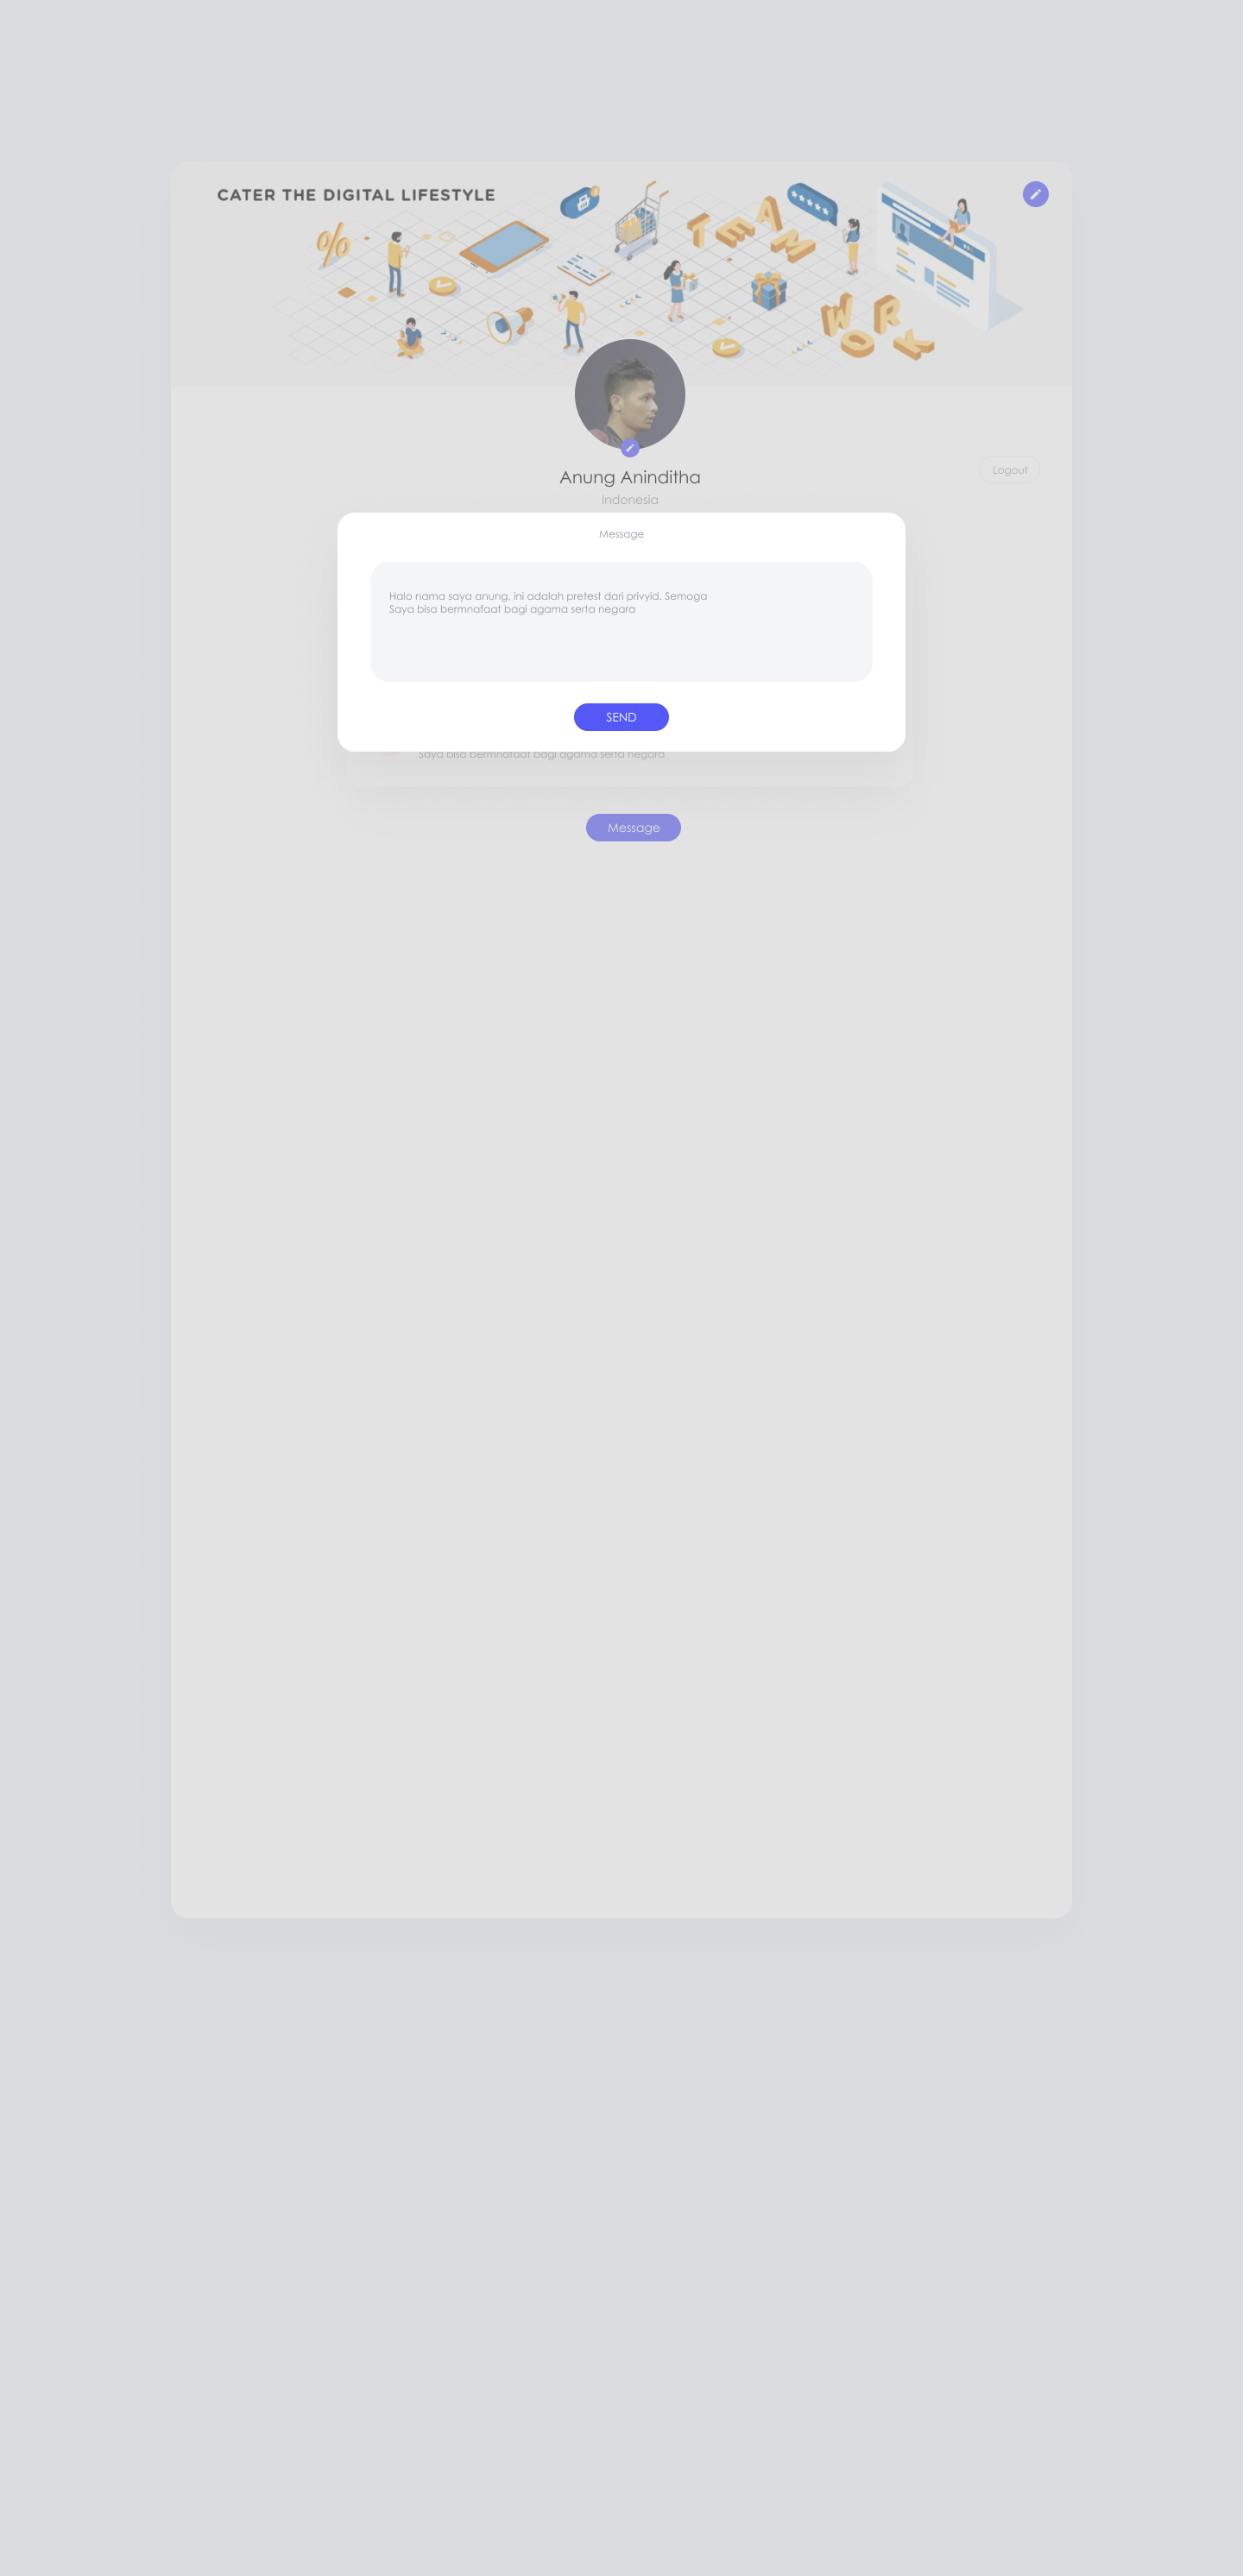 CATER THE DIGITAL LIFESTYLE
%
TEAM
WORK
Anung Aninditha
Logout
Indonesia
Message
Halo nama saya anung, ini adalah pretest dari privyid. Semoga
Saya bisa bermnafaat bagi agama serta negara
SEND
Saya bisa bermnafaat bagi agama serta negara
Message